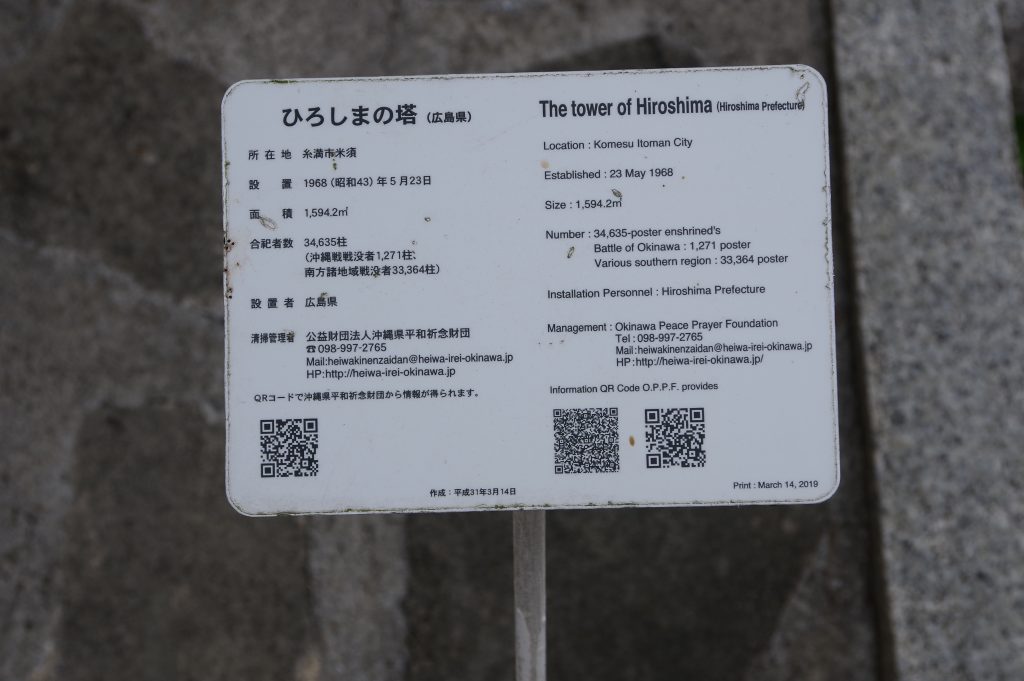 ひろしまの塔（広島県）
所在地 糸満市米須
設置 1968（昭和43）年5月23日
面積 1,594.2㎡
合祀者数 34,635柱
（沖縄戦戦没者1,271柱、
南方諸地域戦没者33,364柱）
設置者 広島県
清掃管理者 公益財団法人沖縄県平和祈念財団
☎098-997-2765
Mail:heiwakinenzaidan@heiwa-irei-okinawa.jp
HP:http://heiwa-irei-okinawa.jp
QRコードで沖縄県平和祈念財団から情報が得られます。
作成：平成31年3月14日
The tower of Hiroshima (Hiroshima Prefecture)
Location : Komesu Itoman City
Established : 23 May 1968
Size : 1,594.2㎡
Number : 34,635-poster enshrined's
Battle of Okinawa : 1,271 poster
Various southern region : 33,364 poster
Installation Personnel : Hiroshima Prefecture
Management : Okinawa Peace Prayer Foundation
Tel : 098-997-2765
Mail:heiwakinenzaidan@heiwa-irei-okinawa.jp
HP:http://heiwa-irei-okinawa.jp/
Information QR Code O.P.P.F. provides
Print : March 14, 2019